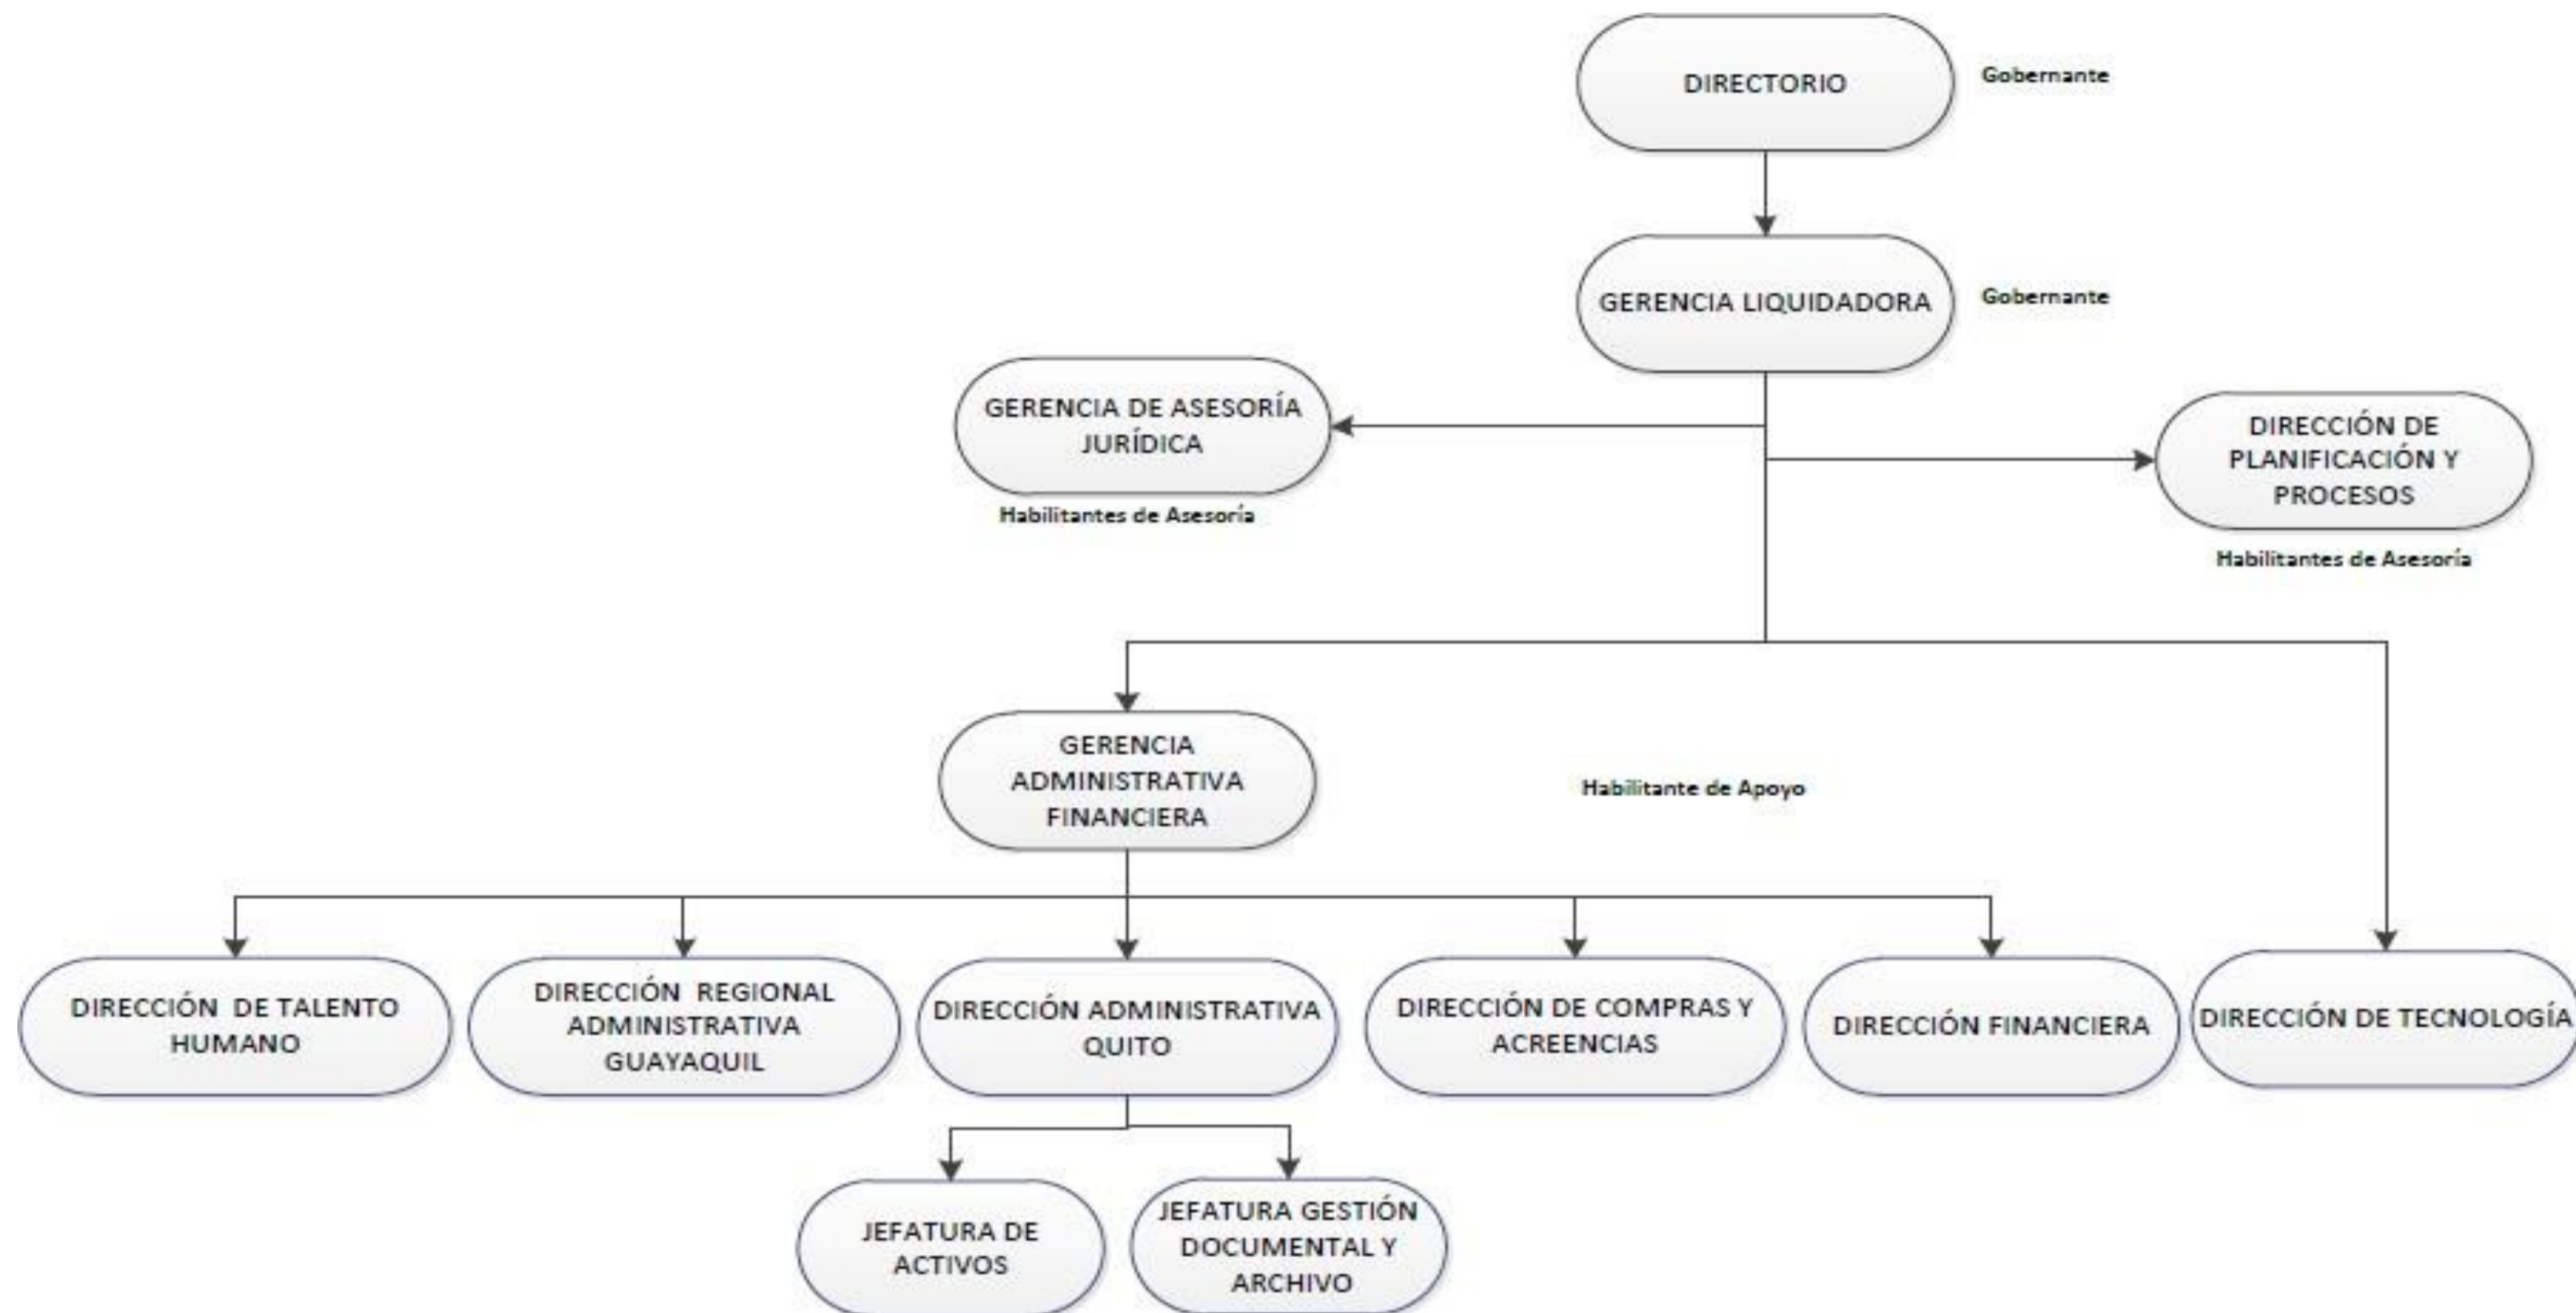 DIRECTORIO
Gobernante
GERENCIA LIQUIDADORA
Gobernante
GERENCIA DE ASESORÍA
JURÍDICA
Habilitantes de Asesoría
DIRECCIÓN DE
PLANIFICACIÓN Y
PROCESOS
Habilitantes de Asesoría
GERENCIA
ADMINISTRATIVA
FINANCIERA
Habilitante de Apoyo
DIRECCIÓN DE TALENTO
HUMANO
DIRECCIÓN REGIONAL
ADMINISTRATIVA
GUAYAQUIL
DIRECCIÓN ADMINISTRATIVA
QUITO
DIRECCIÓN DE COMPRAS Y
ACREENCIAS
DIRECCIÓN FINANCIERA
DIRECCIÓN DE TECNOLOGÍA
JEFATURA DE
ACTIVOS
JEFATURA GESTIÓN
DOCUMENTAL Y
ARCHIVO